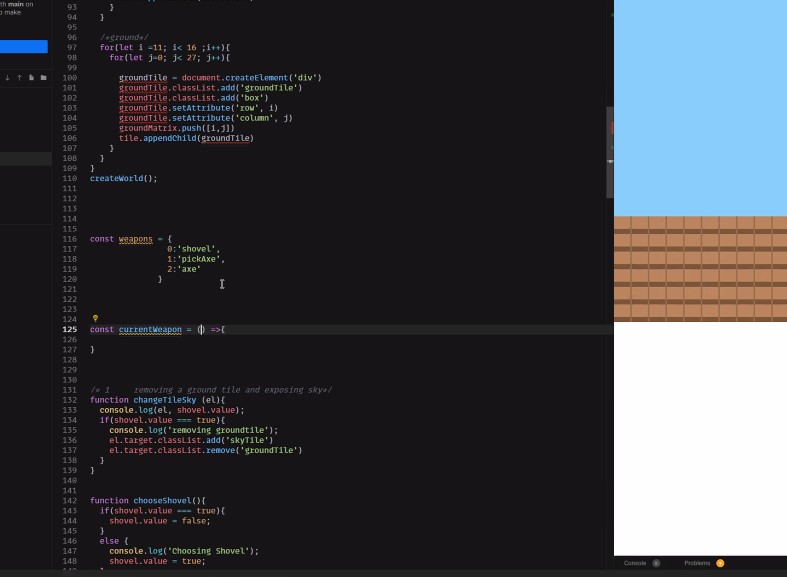 th main on
o make
93 }
94 }
95
96 /*ground*/
97 for(let i =11; i< 16 ;i++){
98 for(let j=0; j< 27; j++){
99
100 groundTile = document.createElement('div')
101 groundTile.classList.add('groundTile')
102 groundTile.classList.add('box')
103 groundTile.setAttribute('row', i)
104 groundTile.setAttribute('column', j)
105 groundMatrix.push([i,j])
106 tile.appendChild(groundTile)
107 }
108 }
109 }
110 createWorld();
111
112
113
114
115
116 const weapons = {
117 0:'shovel',
118 1:'pickAxe',
119 2:'axe'
120 }
121
122
123
124
125 const currentWeapon = () =>{
126
127 }
128
129
130
131 /* 1 removing a ground tile and exposing sky*/
132 function changeTileSky (el){
133 console.log(el, shovel.value);
134 if(shovel.value === true){
135 console.log('removing groundtile');
136 el.target.classList.add('skyTile')
137 el.target.classList.remove('groundTile')
138 }
139 }
140
141
142 function chooseShovel(){
143 if(shovel.value === true){
144 shovel.value = false;
145 }
146 else {
147 console.log('Choosing Shovel');
148 shovel.value = true;
Console
Problems